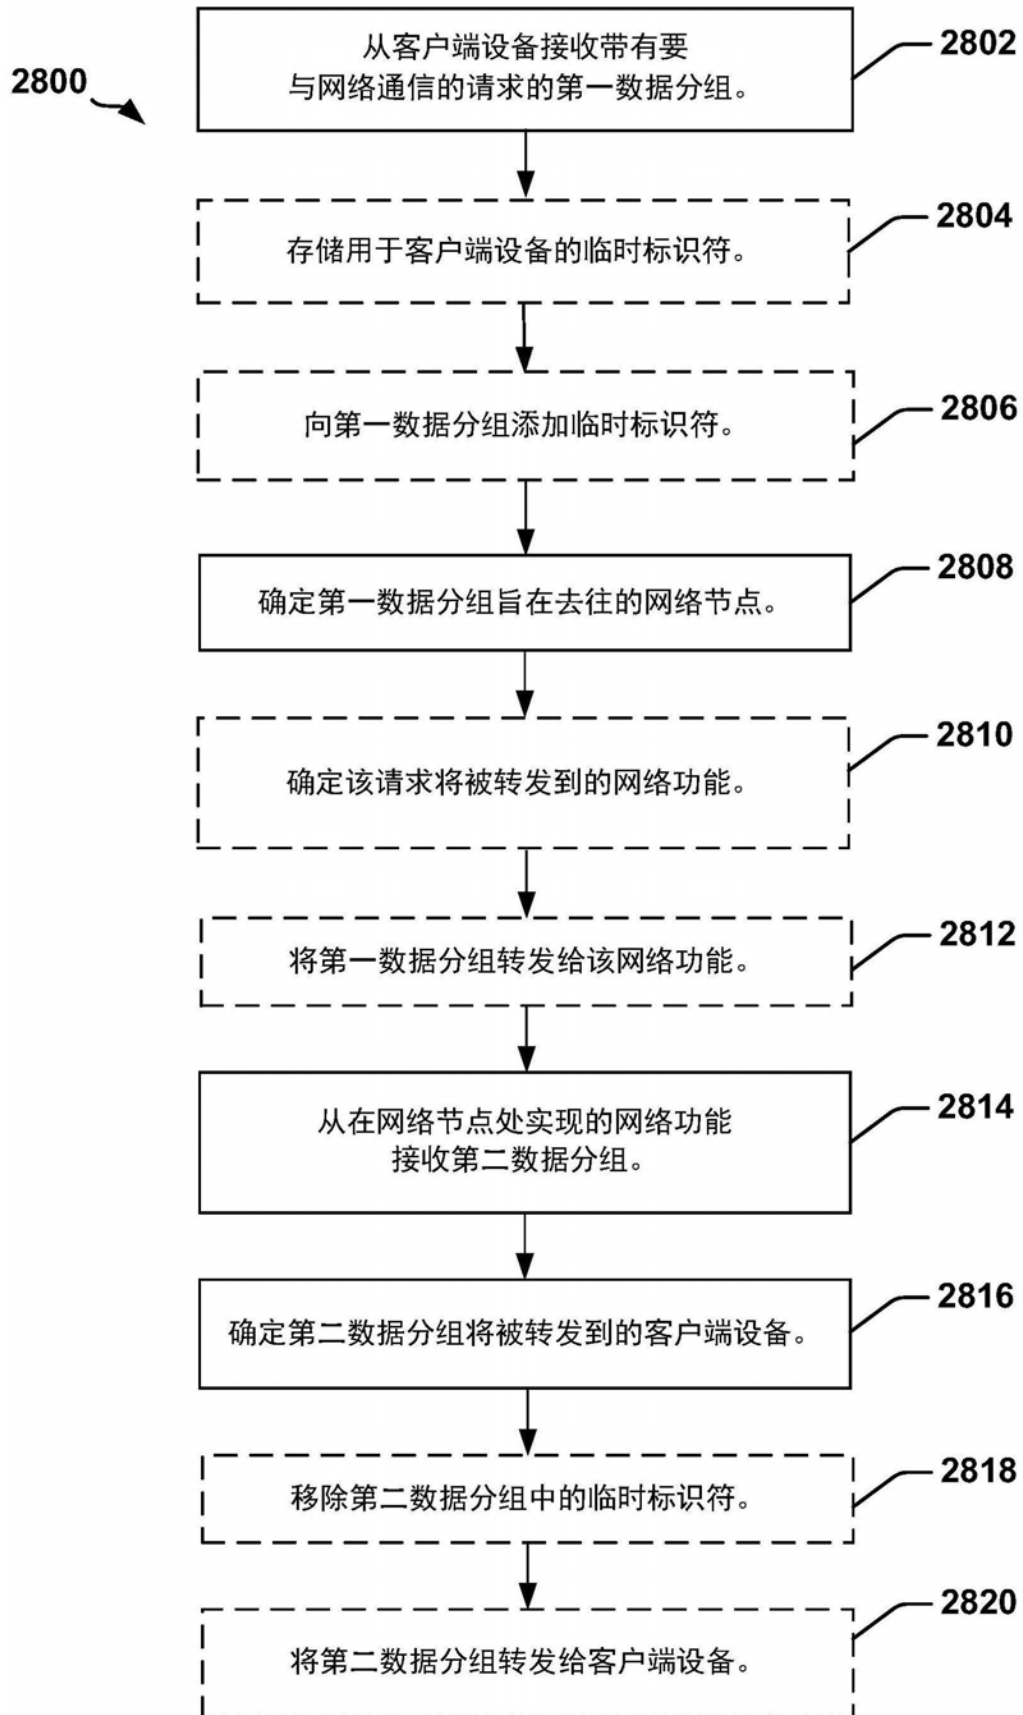 2800
从客户端设备接收带有要
与网络通信的请求的第一数据分组。
2802
存储用于客户端设备的临时标识符。
2804
向第一数据分组添加临时标识符。
2806
确定第一数据分组旨在去往的网络节点。
2808
确定该请求将被转发到的网络功能。
2810
将第一数据分组转发给该网络功能。
2812
从在网络节点处实现的网络功能
接收第二数据分组。
2814
确定第二数据分组将被转发到的客户端设备。
2816
移除第二数据分组中的临时标识符。
2818
将第二数据分组转发给客户端设备。
2820